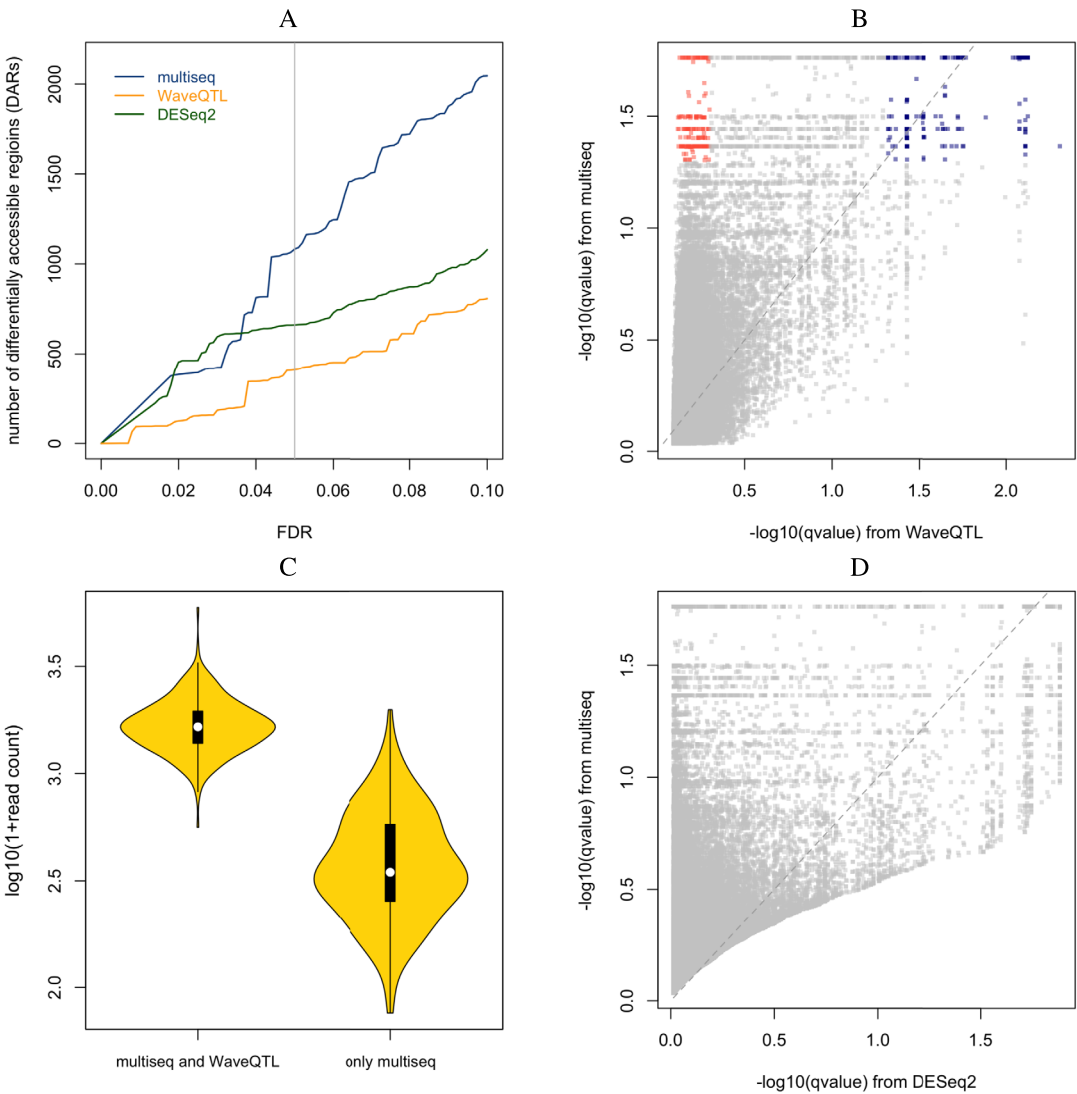 A
number of differentially accessible regioins (DARs)
0
500
1000
1500
2000
multiseq
WaveQTL
DESeq2
0.00 0.02 0.04 0.06 0.08 0.10
FDR
B
-log10(qvalue) from multiseq
0.0
0.5
1.0
1.5
0.5 1.0 1.5 2.0
-log10(qvalue) from WaveQTL
C
log10(1+read count)
2.0
2.5
3.0
3.5
multiseq and WaveQTL only multiseq
D
-log10(qvalue) from multiseq
0.0
0.5
1.0
1.5
0.0 0.5 1.0 1.5
-log10(qvalue) from DESeq2